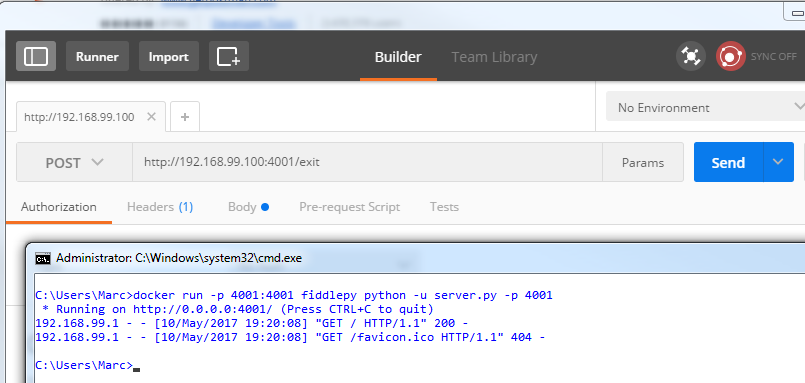 Runner
Import
Builder
Team Library
SYNC OFF
http://192.168.99.100
No Environment
POST
http://192.168.99.100:4001/exit
Params
Send
Authorization
Headers (1)
Body
Pre-request Script
Tests
Administrator: C:\Windows\system32\cmd.exe
C:\Users\Marc>docker run -p 4001:4001 fiddlepy python -u server.py -p 4001
 * Running on http://0.0.0.0:4001/ (Press CTRL+C to quit)
192.168.99.1 - - [10/May/2017 19:20:08] "GET / HTTP/1.1" 200 -
192.168.99.1 - - [10/May/2017 19:20:08] "GET /favicon.ico HTTP/1.1" 404 -
C:\Users\Marc>